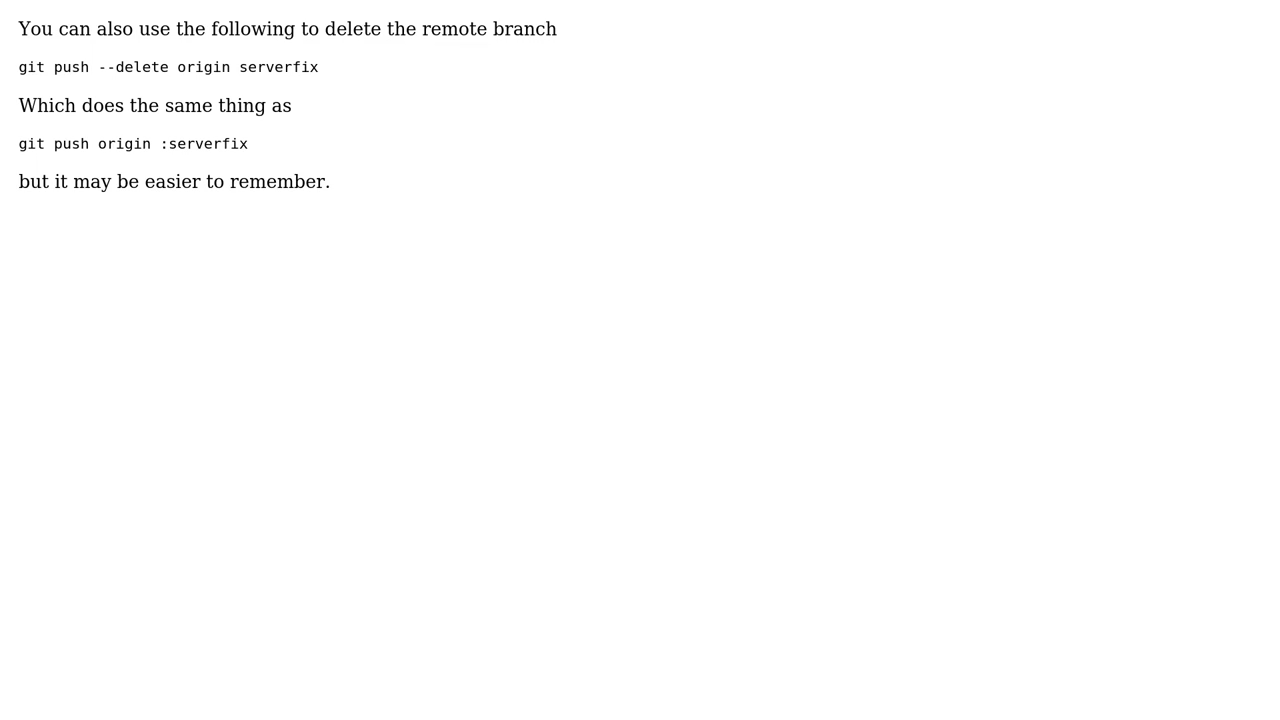 You can also use the following to delete the remote branch
git push --delete origin serverfix
Which does the same thing as
git push origin :serverfix
but it may be easier to remember.